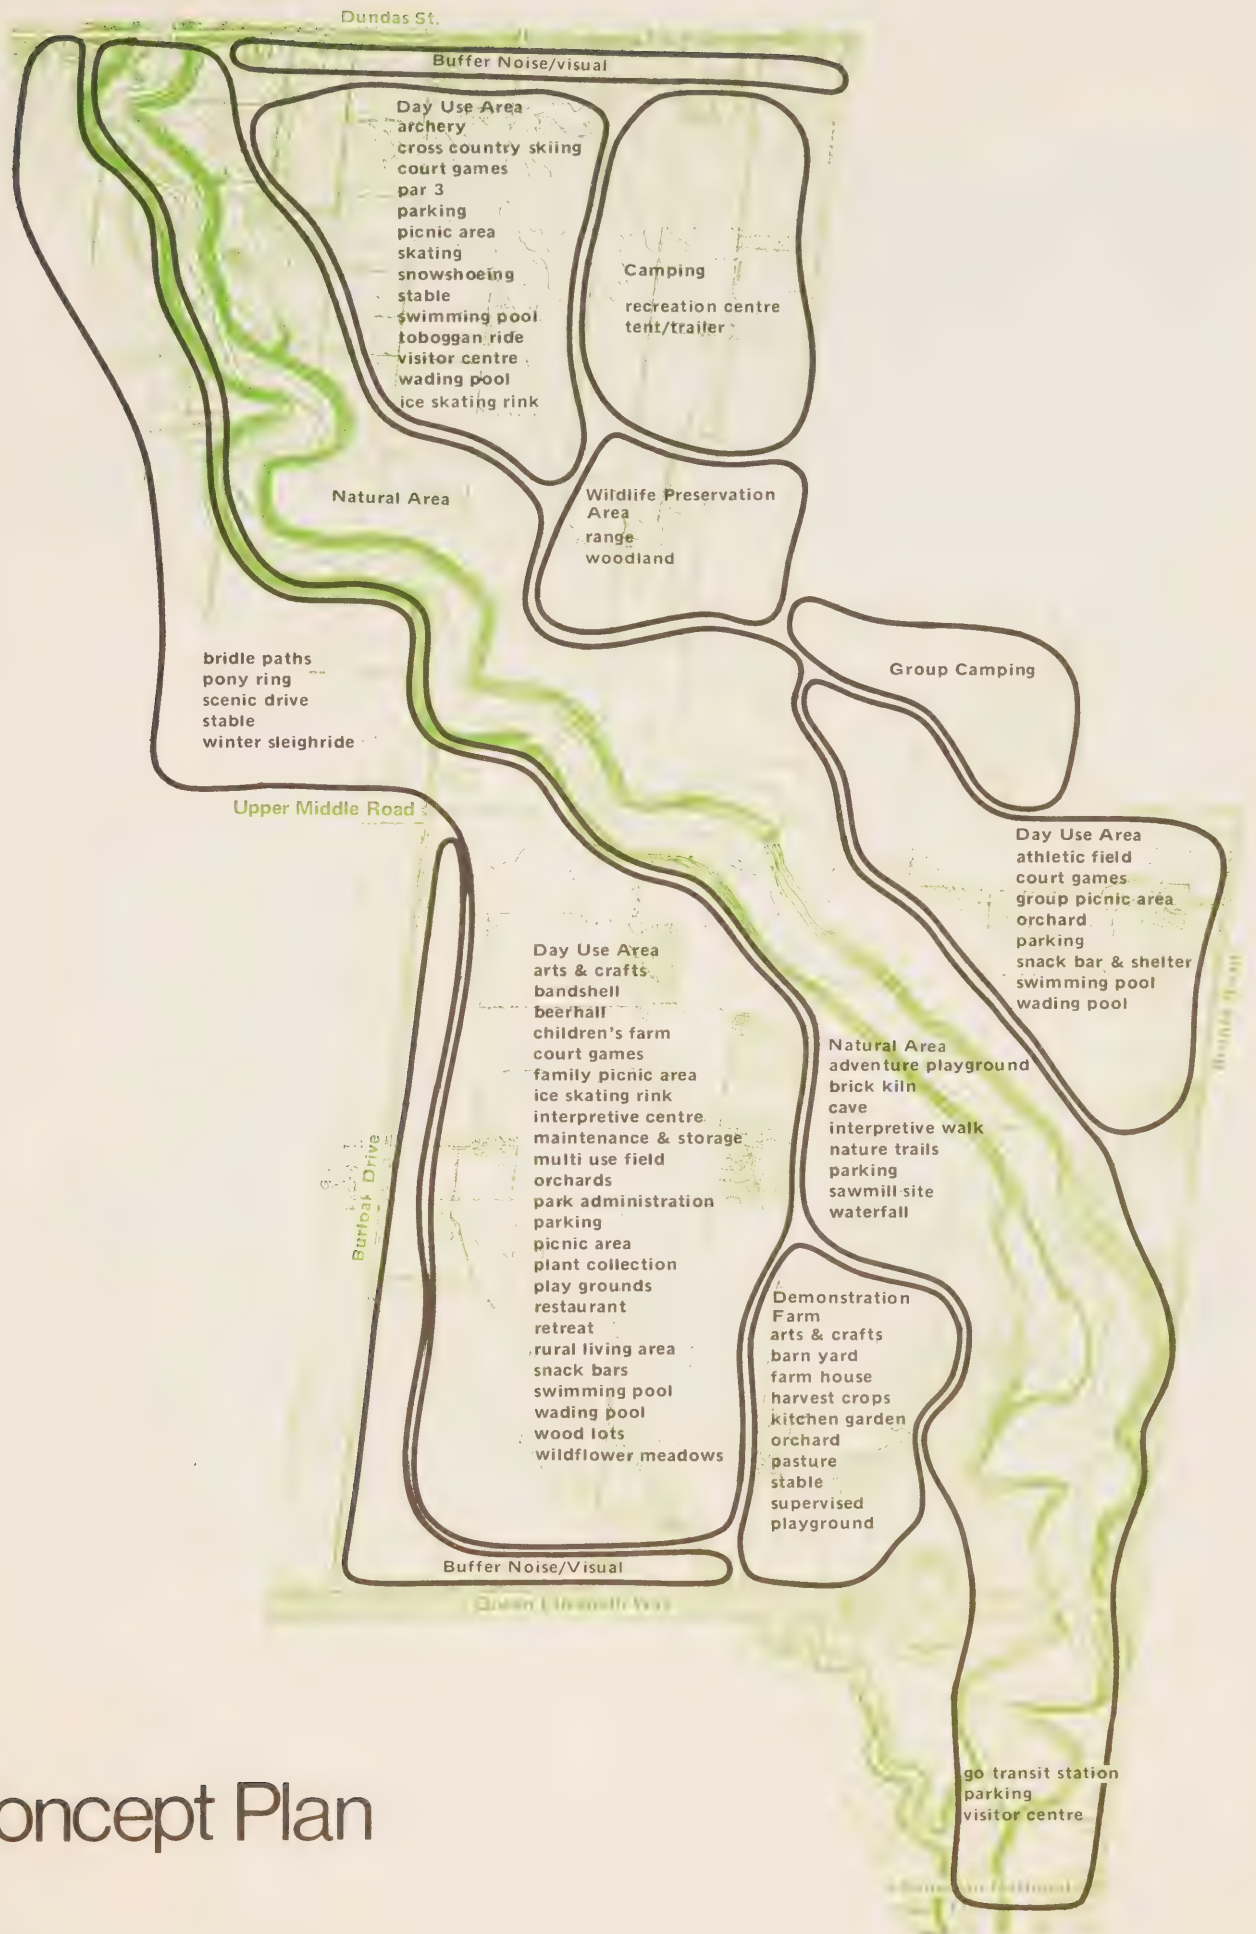 Dundas St.
Buffer Noise/visual
Day Use Area
archery
cross country skiing
court games
par 3
parking
picnic area
skating
snowshoeing
stable
swimming pool
toboggan ride
visitor centre
wading pool
ice skating rink
Camping
recreation centre
tent/trailer
Natural Area
Wildlife Preservation
Area
range
woodland
bridle paths
pony ring
scenic drive
stable
winter sleighride
Group Camping
Upper Middle Road
Day Use Area
athletic field
court games
group picnic area
orchard
parking
snack bar & shelter
swimming pool
wading pool
Day Use Area
arts & crafts
bandshell
beerhall
children's farm
court games
family picnic area
ice skating rink
interpretive centre
maintenance & storage
multi use field
orchards
park administration
parking
picnic area
plant collection
play grounds
restaurant
retreat
rural living area
snack bars
swimming pool
wading pool
wood lots
wildflower meadows
Natural Area
adventure playground
brick kiln
cave
interpretive walk
nature trails
parking
sawmill site
waterfall
Burloak Drive
Demonstration
Farm
arts & crafts
barn yard
farm house
harvest crops
kitchen garden
orchard
pasture
stable
supervised
playground
Buffer Noise/Visual
Queen Elizabeth Way
go transit station
parking
visitor centre
oncept Plan